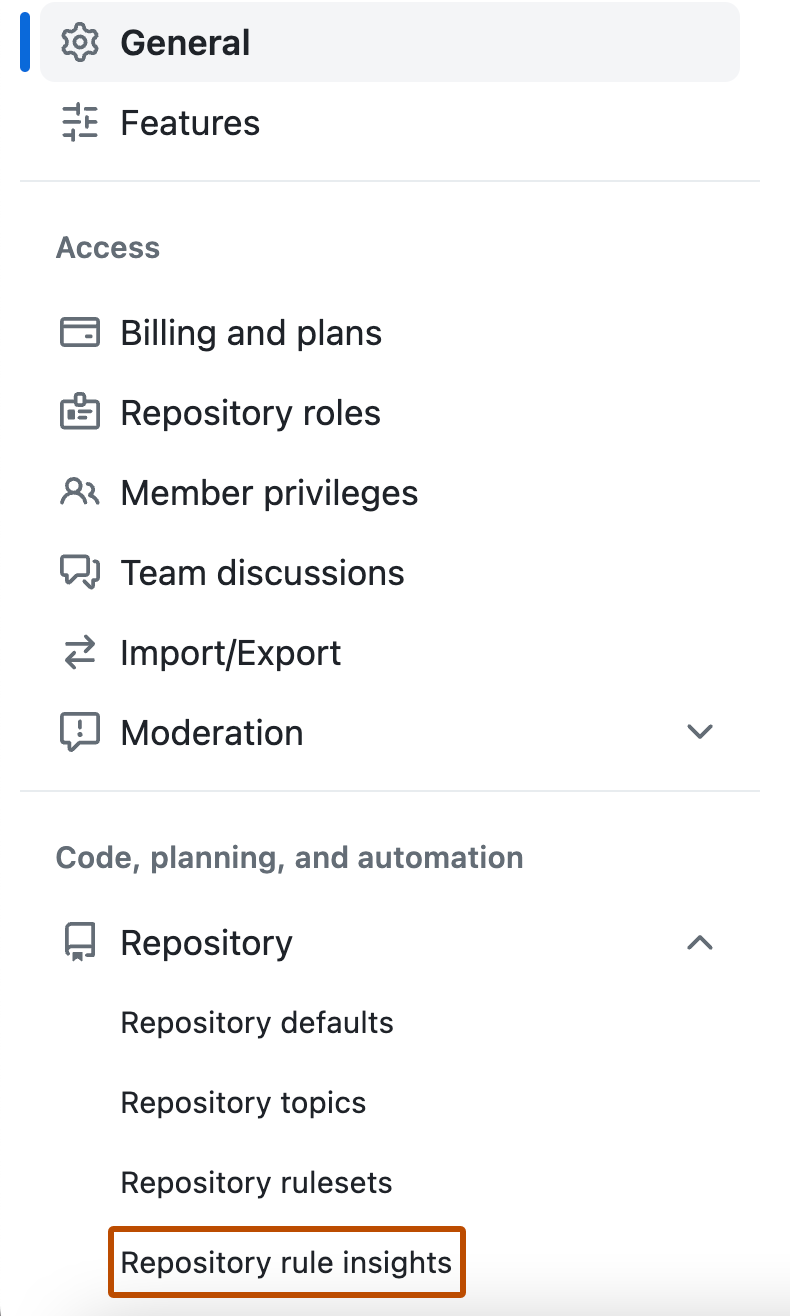 General
Features
Access
Billing and plans
Repository roles
Member privileges
Team discussions
Import/Export
Moderation
Code, planning, and automation
Repository
Repository defaults
Repository topics
Repository rulesets
Repository rule insights